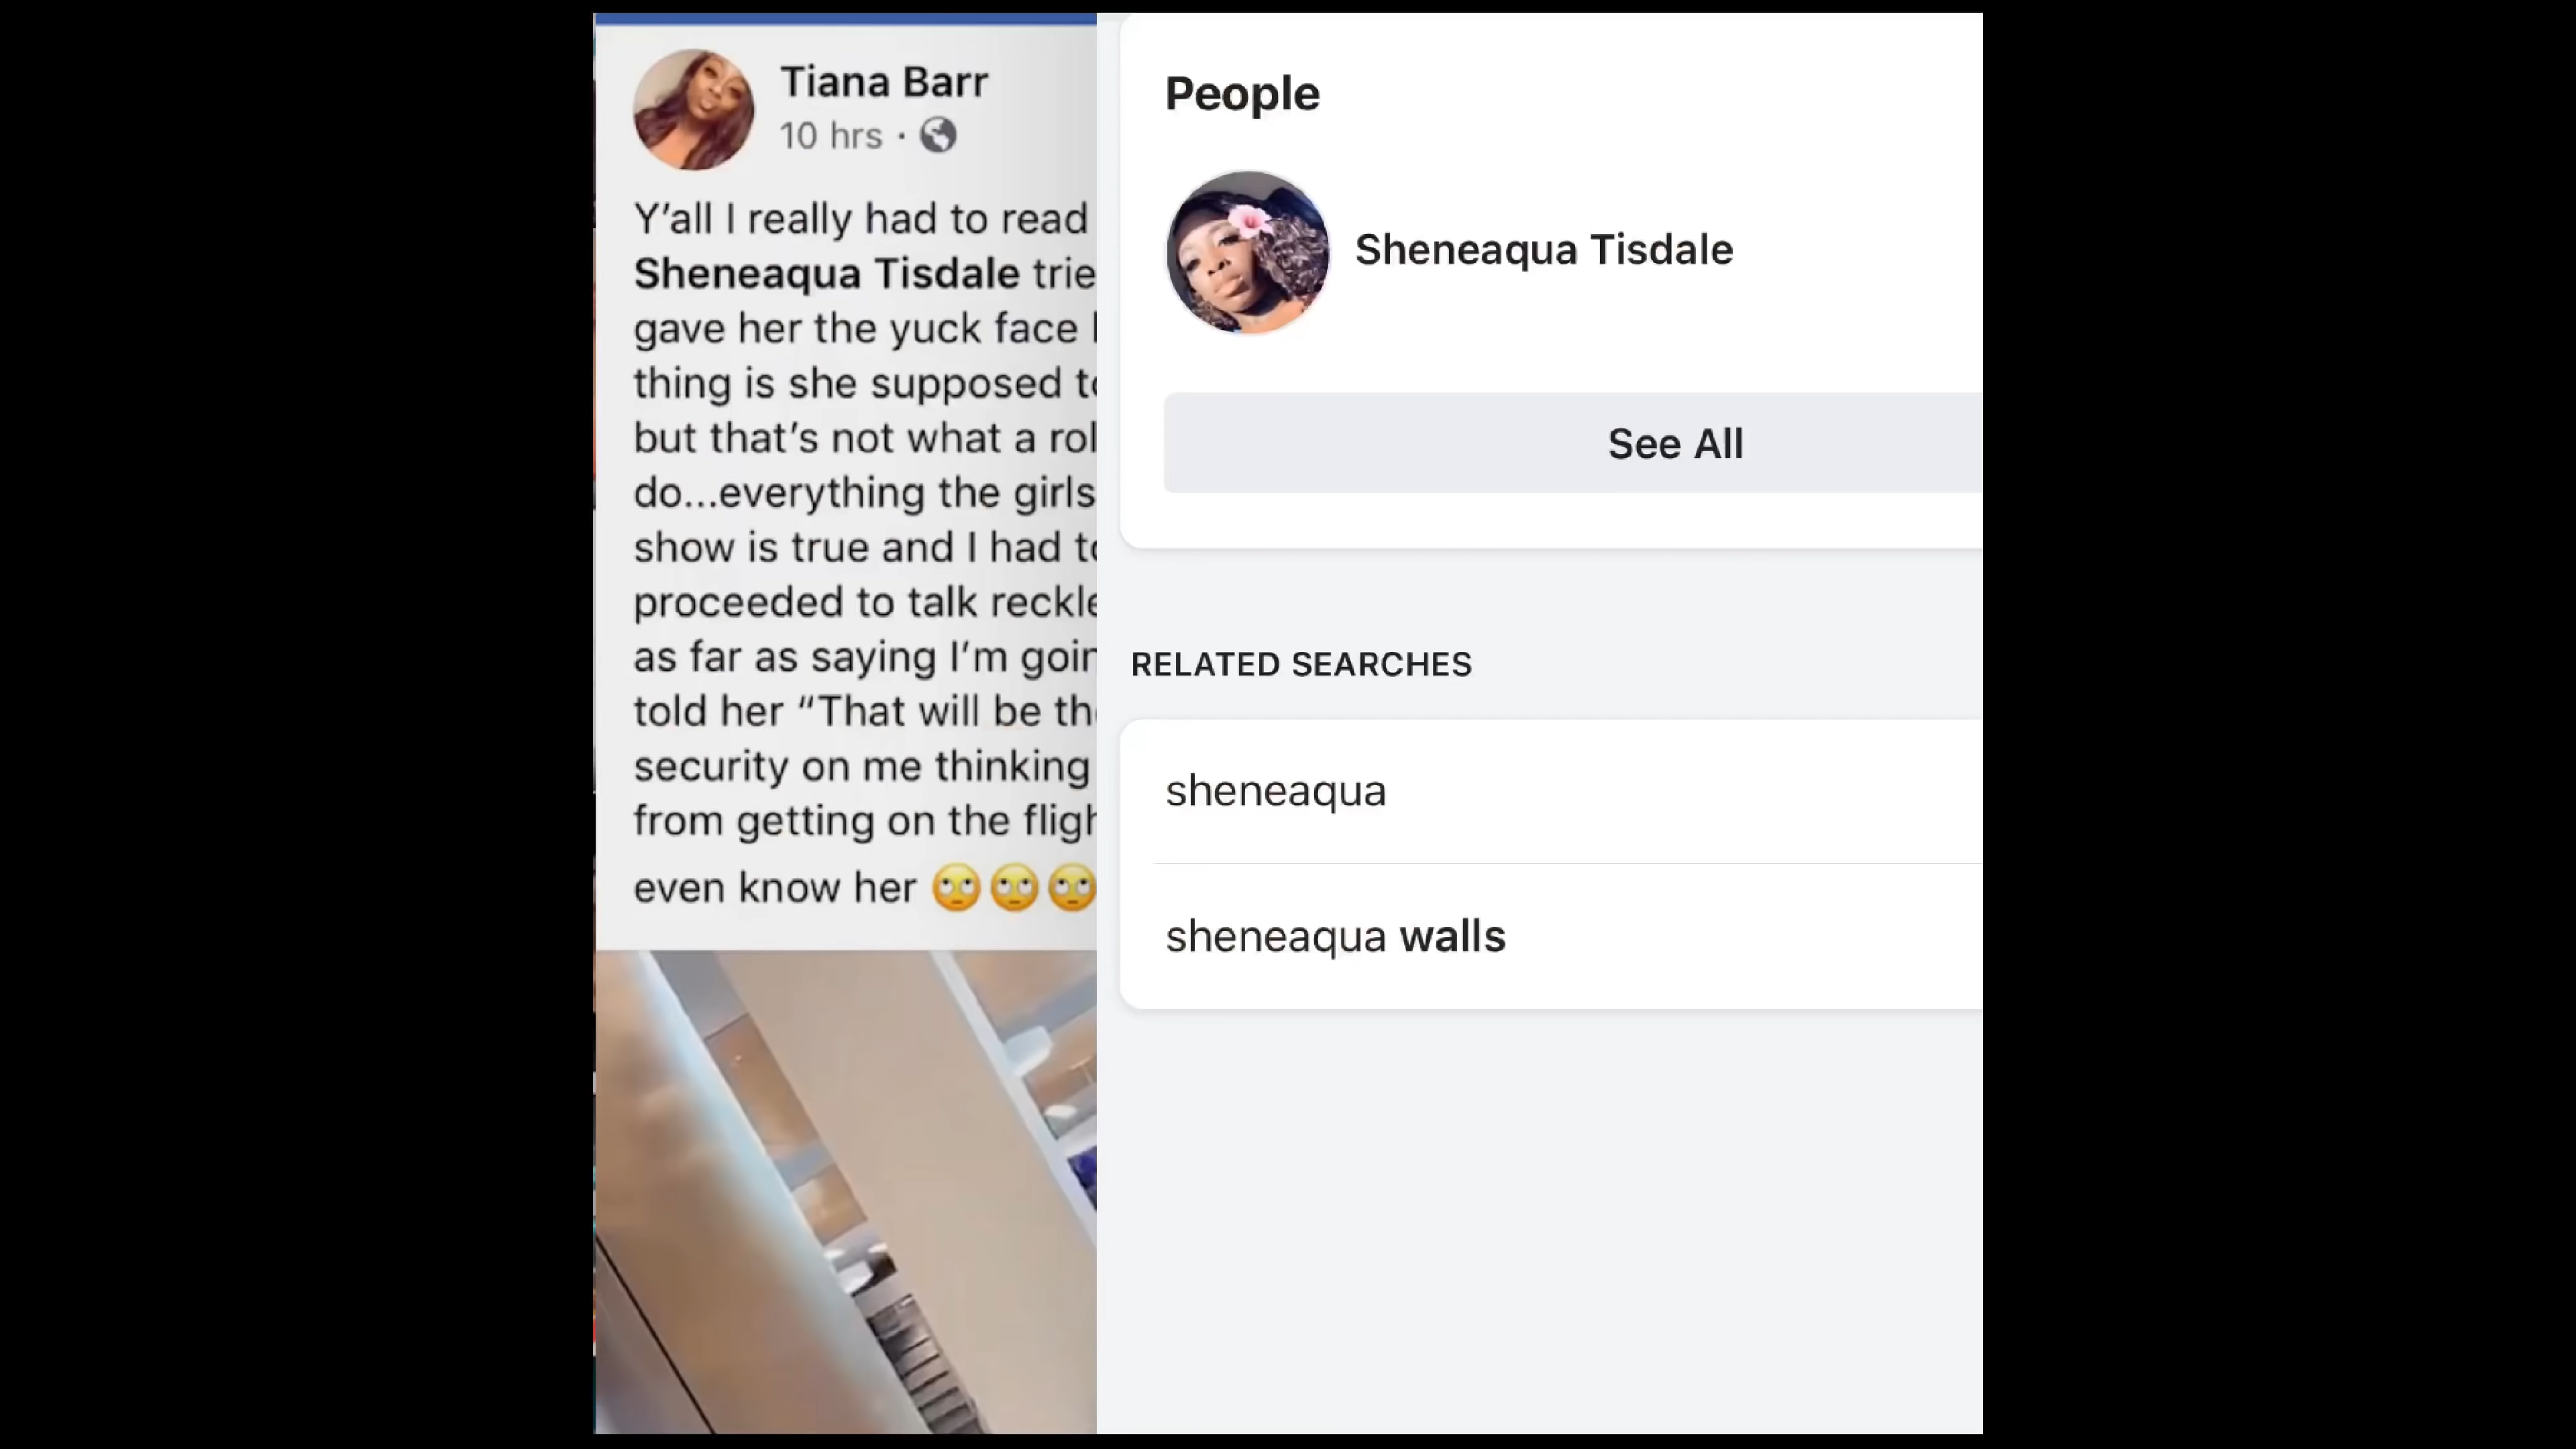 Tiana Barr
10 hrs ·
Y'all I really had to read
Sheneaqua Tisdale
gave her the yuck face
thing is she supposed
but that's not what a
do...everything the girls
show is true and I had
proceeded to talk
as far as saying I'm
told her "That will be
security on me thinking
from getting on the
even know her 🙄🙄🙄
People
Sheneaqua Tisdale
See All
RELATED SEARCHES
sheneaqua
sheneaqua walls